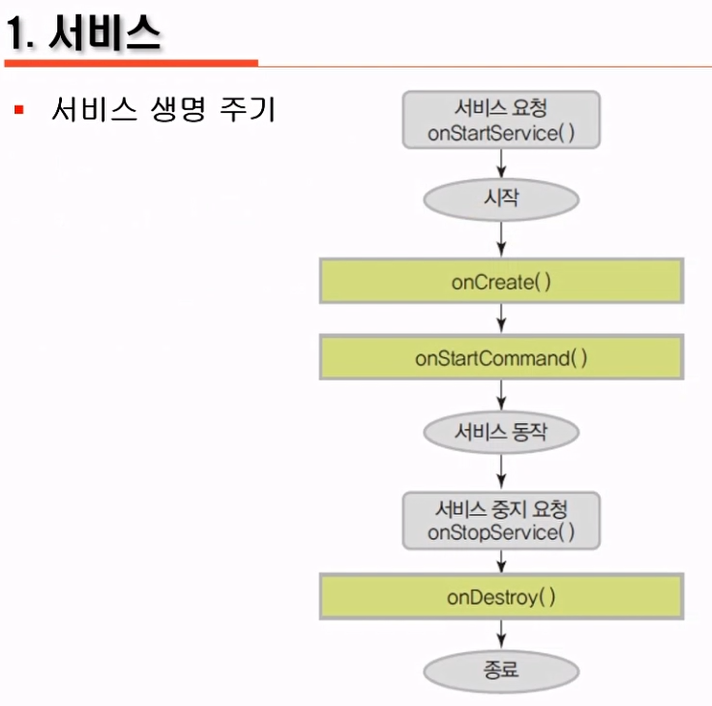 1. 서비스
서비스 생명 주기
서비스 요청
onStartService( )
시작
onCreate( )
onStartCommand( )
서비스 동작
서비스 중지 요청
onStopService( )
onDestroy( )
종료